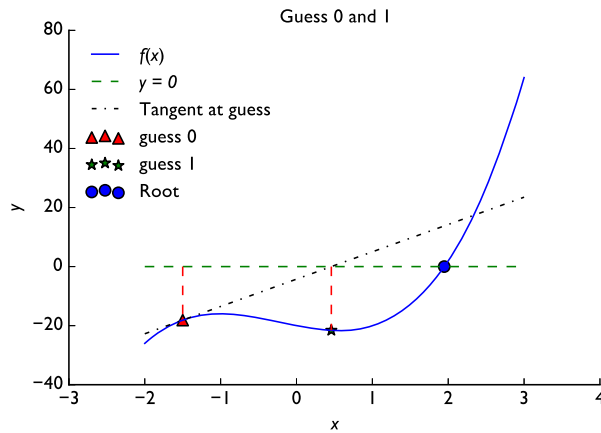 Guess 0 and 1
80
60
40
20
0
−20
−40
y
f(x)
y = 0
Tangent at guess
guess 0
guess 1
Root
−3 −2 −1 0 1 2 3 4
x